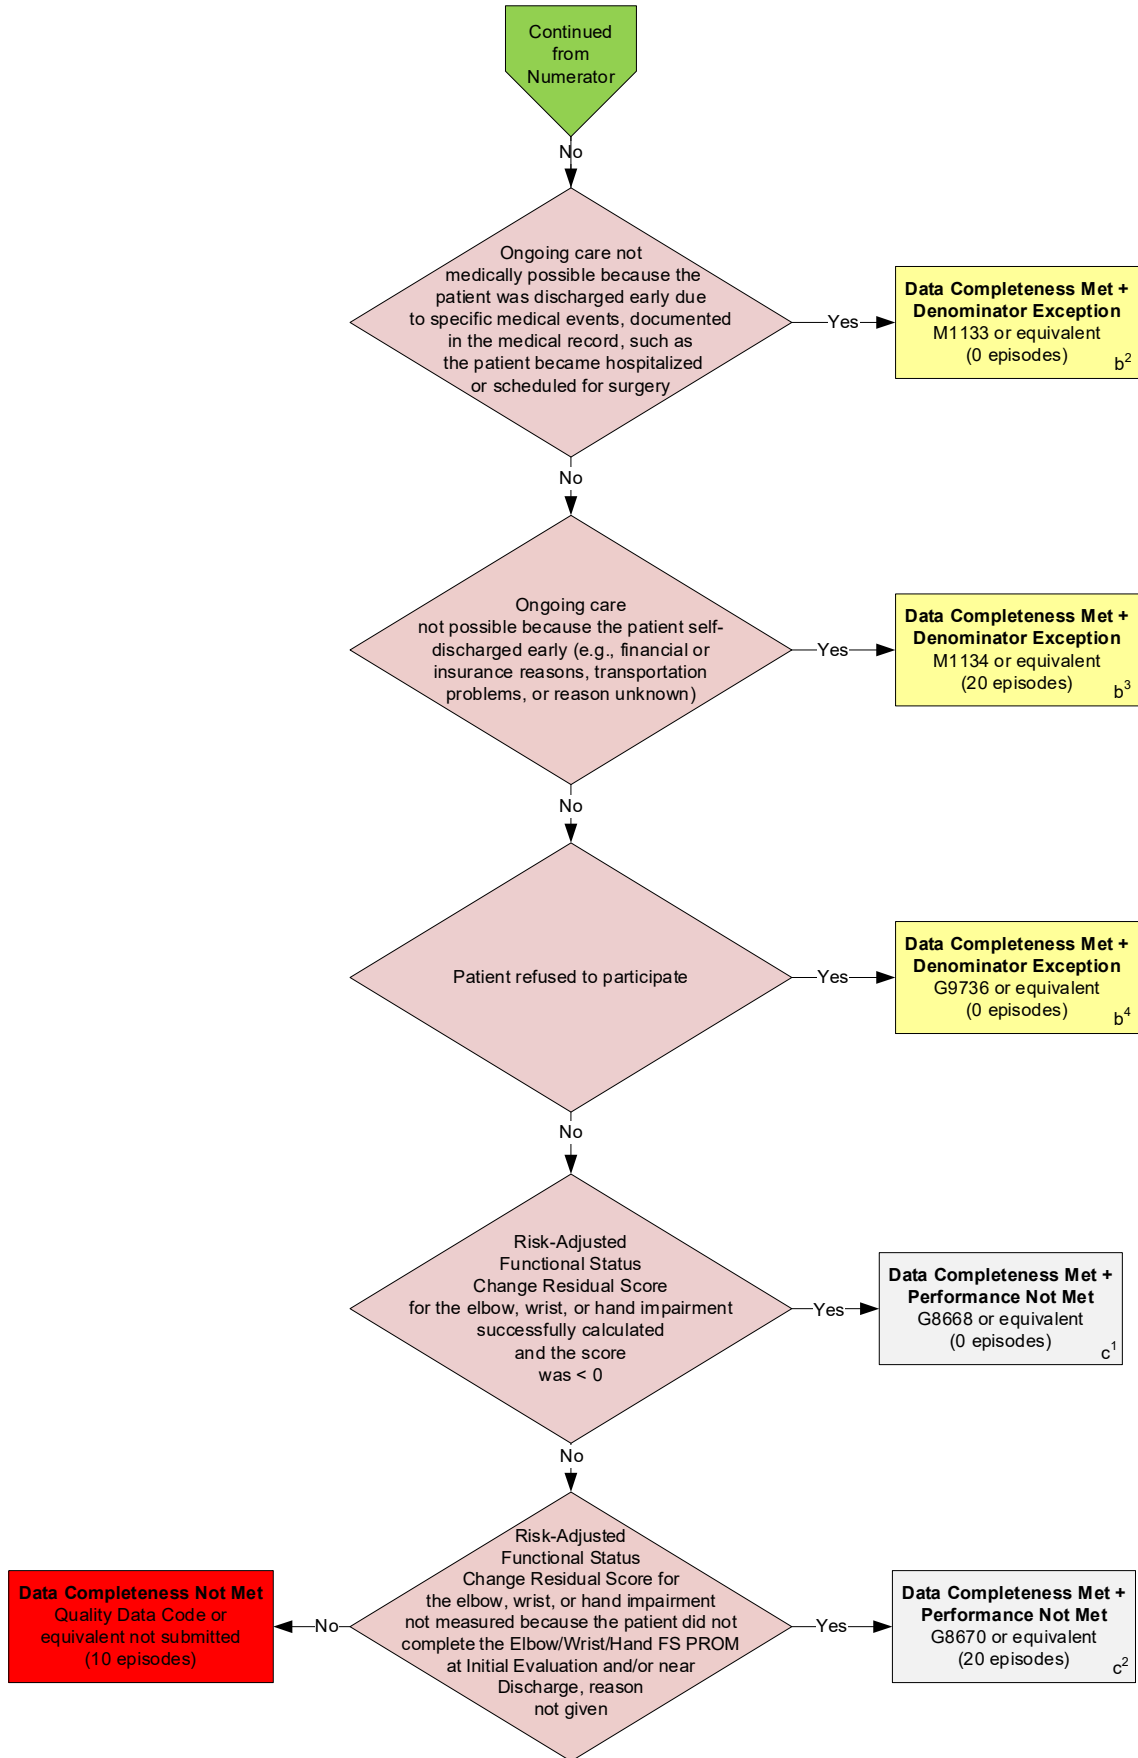 Continued
from
Numerator
No
Ongoing care not
medically possible because the
patient was discharged early due
to specific medical events, documented
in the medical record, such as
the patient became hospitalized
or scheduled for surgery
Yes
Data Completeness Met +
Denominator Exception
M1133 or equivalent
(0 episodes)
b²
No
Ongoing care
not possible because the patient self-
discharged early (e.g., financial or
insurance reasons, transportation
problems, or reason unknown)
Yes
Data Completeness Met +
Denominator Exception
M1134 or equivalent
(20 episodes)
b³
No
Patient refused to participate
Yes
Data Completeness Met +
Denominator Exception
G9736 or equivalent
(0 episodes)
b⁴
No
Risk-Adjusted
Functional Status
Change Residual Score
for the elbow, wrist, or hand impairment
successfully calculated
and the score
was < 0
Yes
Data Completeness Met +
Performance Not Met
G8668 or equivalent
(0 episodes)
c¹
No
Data Completeness Not Met
Quality Data Code or
equivalent not submitted
(10 episodes)
No
Risk-Adjusted
Functional Status
Change Residual Score for
the elbow, wrist, or hand impairment
not measured because the patient did not
complete the Elbow/Wrist/Hand FS PROM
at Initial Evaluation and/or near
Discharge, reason
not given
Yes
Data Completeness Met +
Performance Not Met
G8670 or equivalent
(20 episodes)
c²